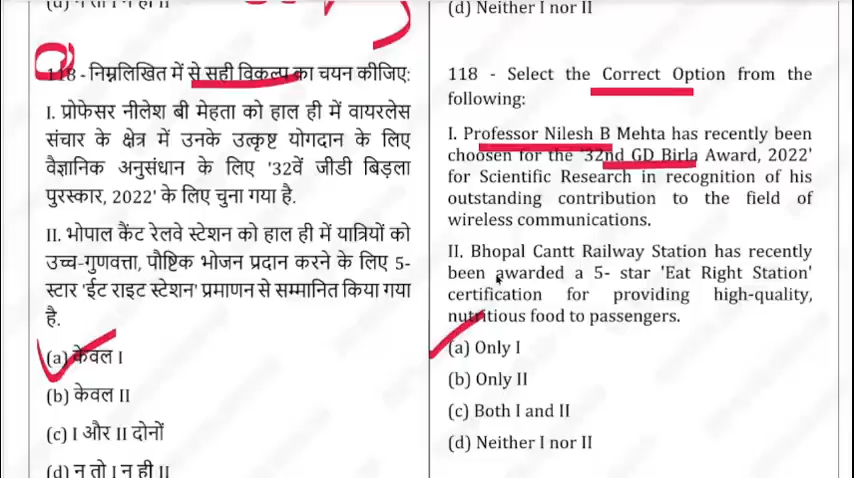 (d) न तो I न ही II
118 - निम्नलिखित में से सही विकल्प का चयन कीजिए:
I. प्रोफेसर नीलेश बी मेहता को हाल ही में वायरलेस
संचार के क्षेत्र में उनके उत्कृष्ट योगदान के लिए
वैज्ञानिक अनुसंधान के लिए '32वें जीडी बिड़ला
पुरस्कार, 2022' के लिए चुना गया है.
II. भोपाल कैंट रेलवे स्टेशन को हाल ही में यात्रियों को
उच्च-गुणवत्ता, पौष्टिक भोजन प्रदान करने के लिए 5-
स्टार 'ईट राइट स्टेशन' प्रमाणन से सम्मानित किया गया
है.
(a) केवल I
(b) केवल II
(c) I और II दोनों
(d) न तो I न ही II
(d) Neither I nor II
118 - Select the Correct Option from the
following:
I. Professor Nilesh B Mehta has recently been
choosen for the '32nd GD Birla Award, 2022'
for Scientific Research in recognition of his
outstanding contribution to the field of
wireless communications.
II. Bhopal Cantt Railway Station has recently
been awarded a 5- star 'Eat Right Station'
certification for providing high-quality,
nutritious food to passengers.
(a) Only I
(b) Only II
(c) Both I and II
(d) Neither I nor II